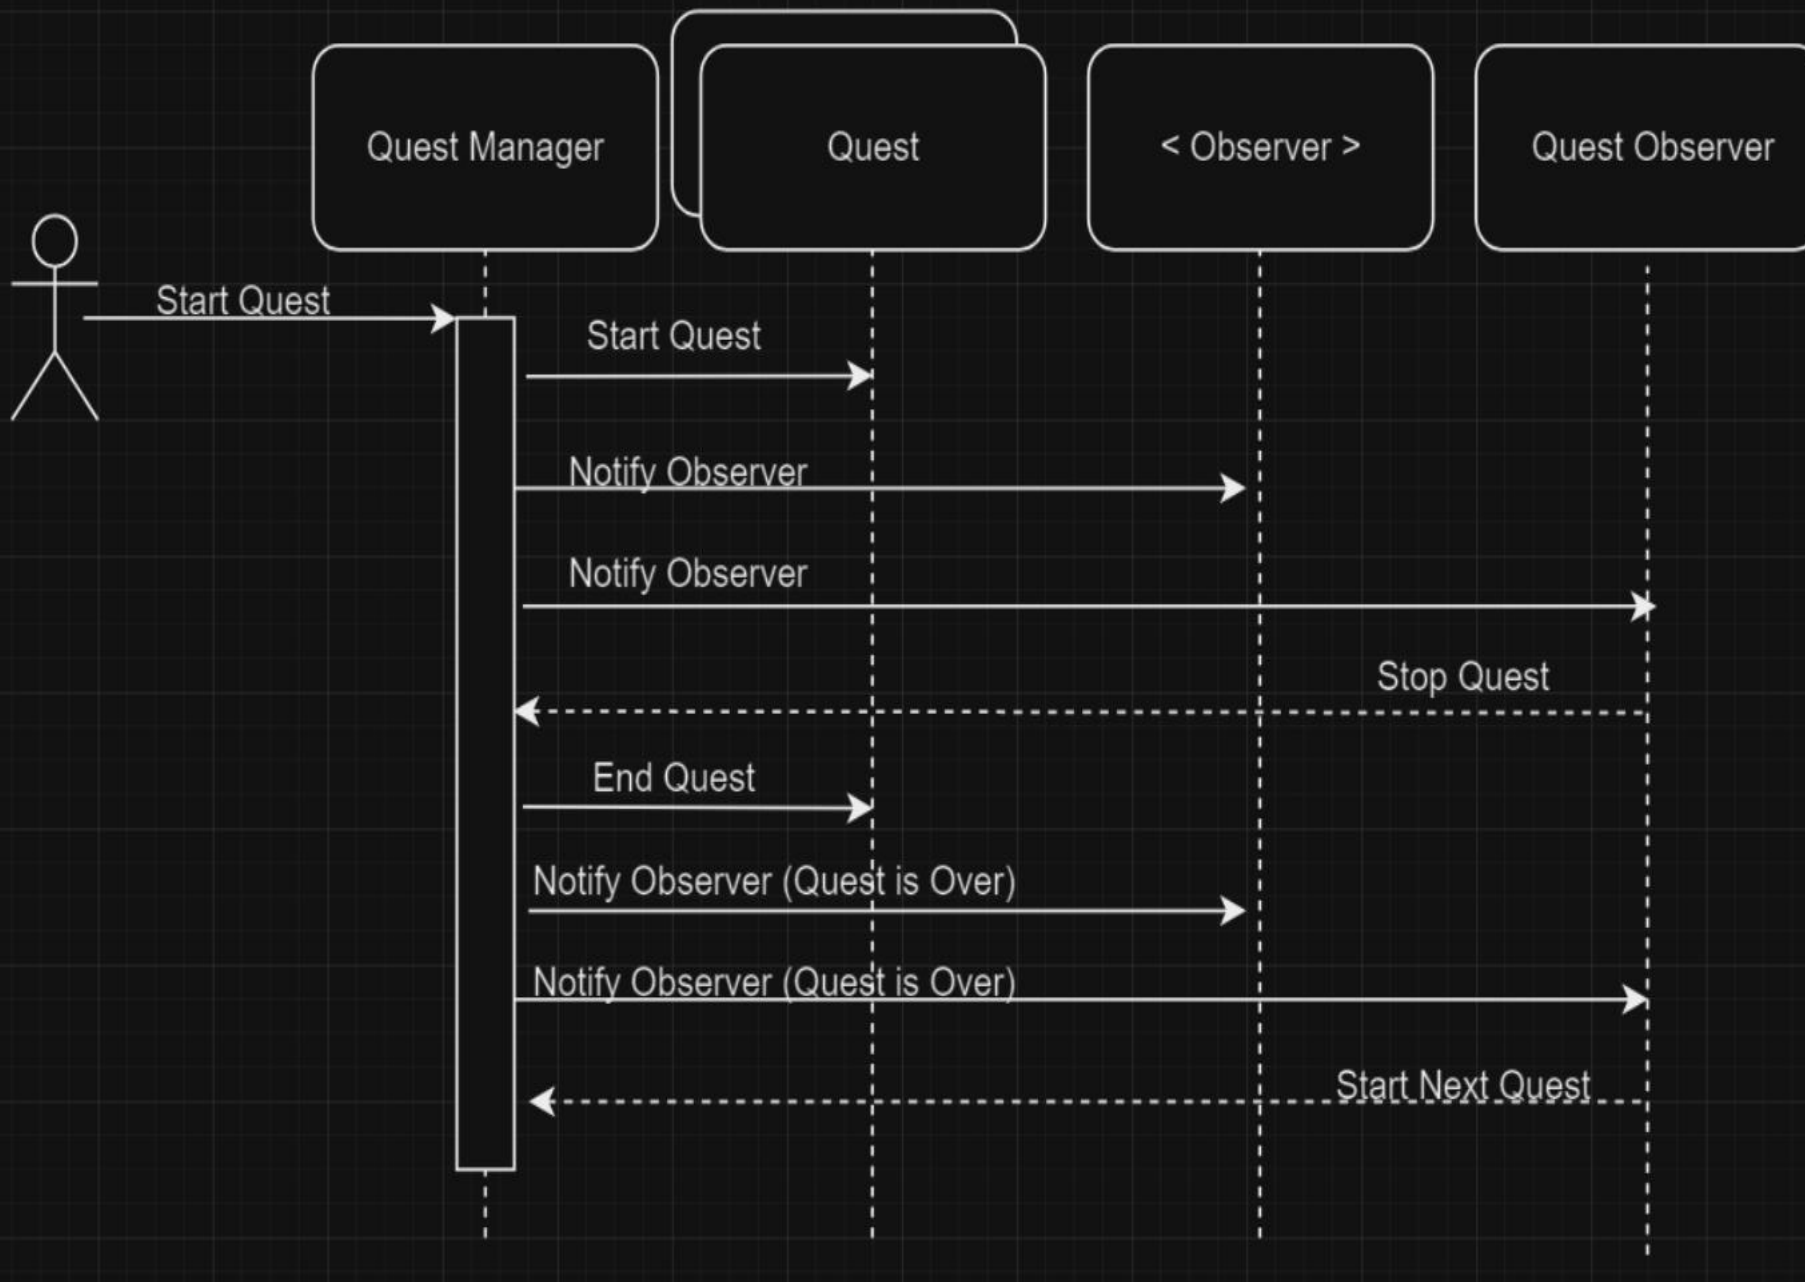 Quest Manager
Quest
< Observer >
Quest Observer
Start Quest
Start Quest
Notify Observer
Notify Observer
Stop Quest
End Quest
Notify Observer (Quest is Over)
Notify Observer (Quest is Over)
Start Next Quest